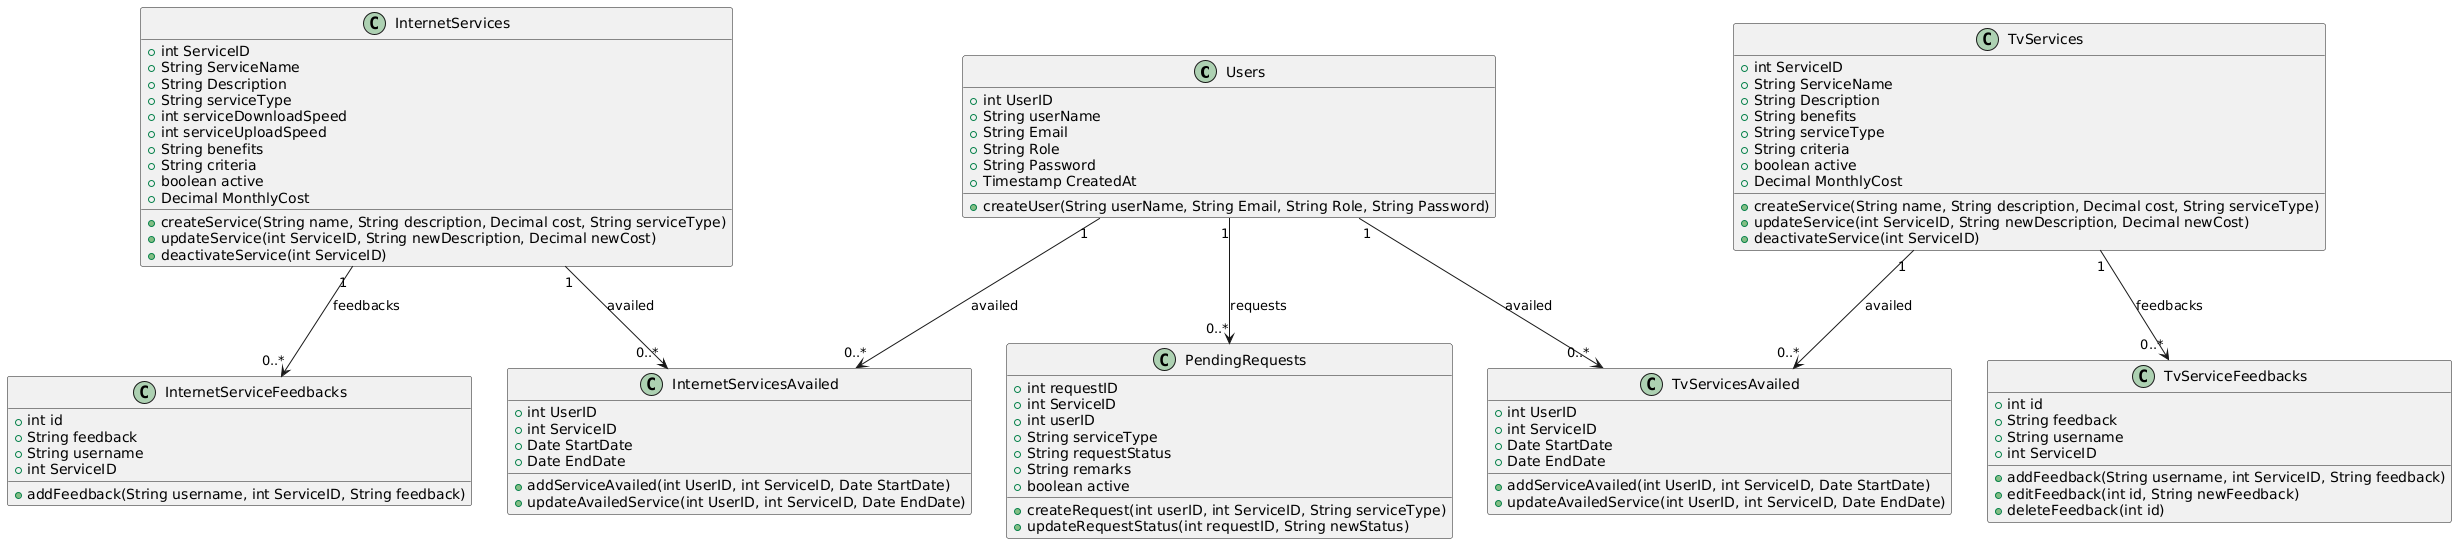 InternetServices
int ServiceID
String ServiceName
String Description
String serviceType
int serviceDownloadSpeed
int serviceUploadSpeed
String benefits
String criteria
boolean active
Decimal MonthlyCost
createService(String name, String description, Decimal cost, String serviceType)
updateService(int ServiceID, String newDescription, Decimal newCost)
deactivateService(int ServiceID)
Users
int UserID
String userName
String Email
String Role
String Password
Timestamp CreatedAt
createUser(String userName, String Email, String Role, String Password)
TvServices
int ServiceID
String ServiceName
String Description
String benefits
String serviceType
String criteria
boolean active
Decimal MonthlyCost
createService(String name, String description, Decimal cost, String serviceType)
updateService(int ServiceID, String newDescription, Decimal newCost)
deactivateService(int ServiceID)
1
feedbacks
0..*
1
availed
0..*
1
availed
0..*
1
requests
0..*
1
availed
0..*
1
availed
0..*
1
feedbacks
0..*
InternetServiceFeedbacks
int id
String feedback
String username
int ServiceID
addFeedback(String username, int ServiceID, String feedback)
InternetServicesAvailed
int UserID
int ServiceID
Date StartDate
Date EndDate
addServiceAvailed(int UserID, int ServiceID, Date StartDate)
updateAvailedService(int UserID, int ServiceID, Date EndDate)
PendingRequests
int requestID
int ServiceID
int userID
String serviceType
String requestStatus
String remarks
boolean active
createRequest(int userID, int ServiceID, String serviceType)
updateRequestStatus(int requestID, String newStatus)
TvServicesAvailed
int UserID
int ServiceID
Date StartDate
Date EndDate
addServiceAvailed(int UserID, int ServiceID, Date StartDate)
updateAvailedService(int UserID, int ServiceID, Date EndDate)
TvServiceFeedbacks
int id
String feedback
String username
int ServiceID
addFeedback(String username, int ServiceID, String feedback)
editFeedback(int id, String newFeedback)
deleteFeedback(int id)